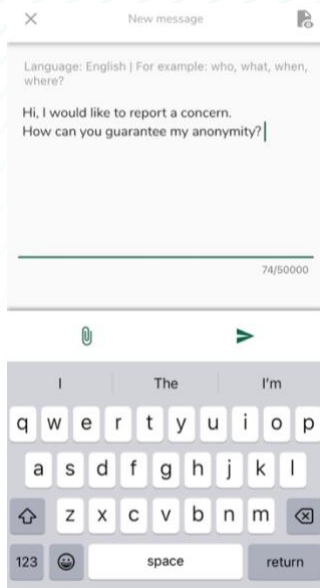 New message
Language: English | For example: who, what, when,
where?
Hi, I would like to report a concern.
How can you guarantee my anonymity?
74/50000
I The I'm
q w e r t y u i o p
a s d f g h j k l
z x c v b n m
123 space return